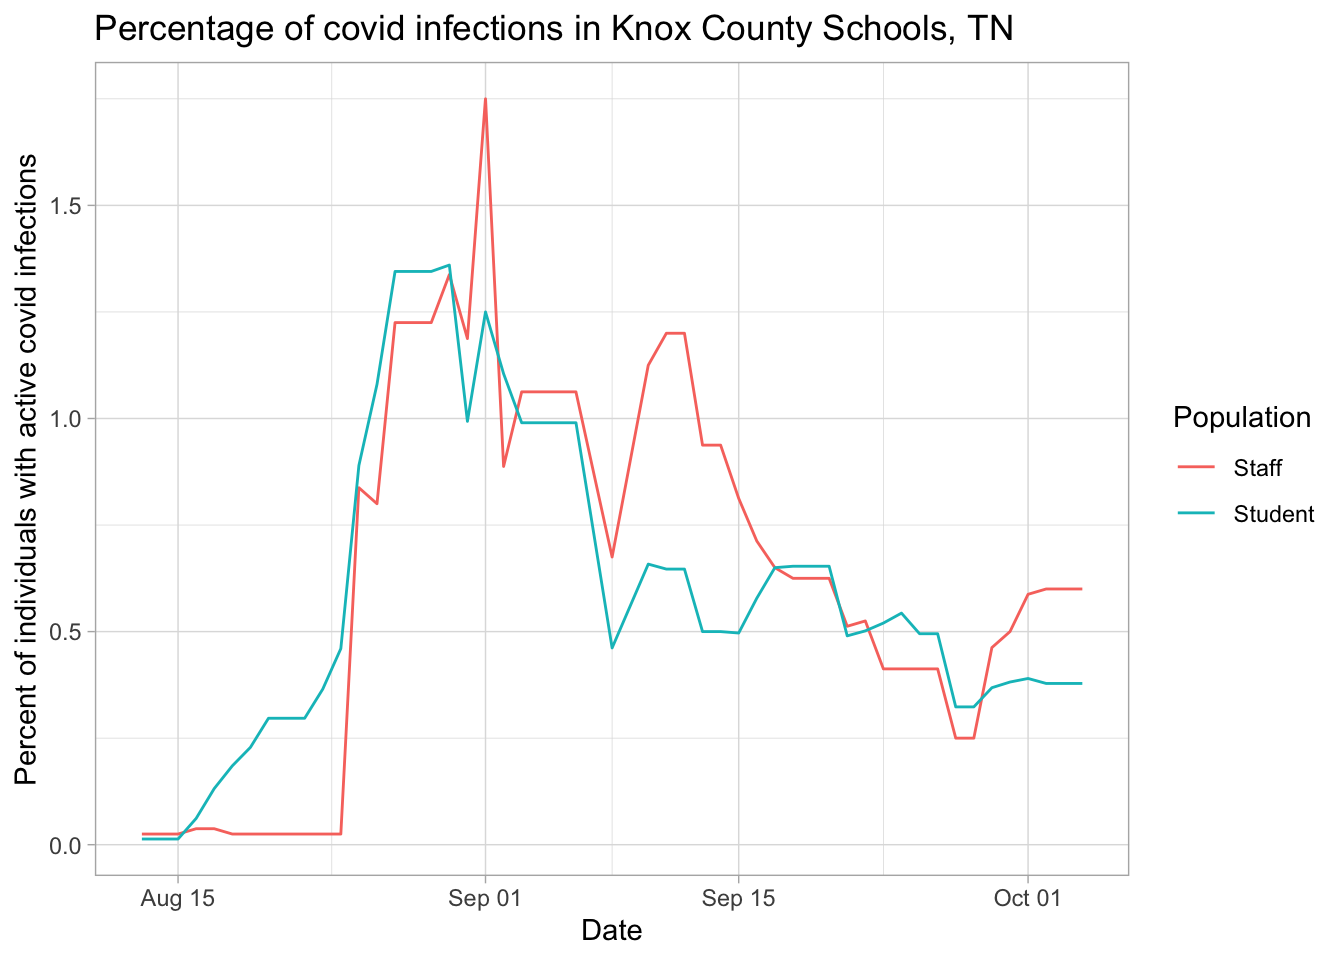 Percentage of covid infections in Knox County Schools, TN
Percent of individuals with active covid infections
1.5
1.0
0.5
0.0
Aug 15
Sep 01
Sep 15
Oct 01
Date
Population
Staff
Student